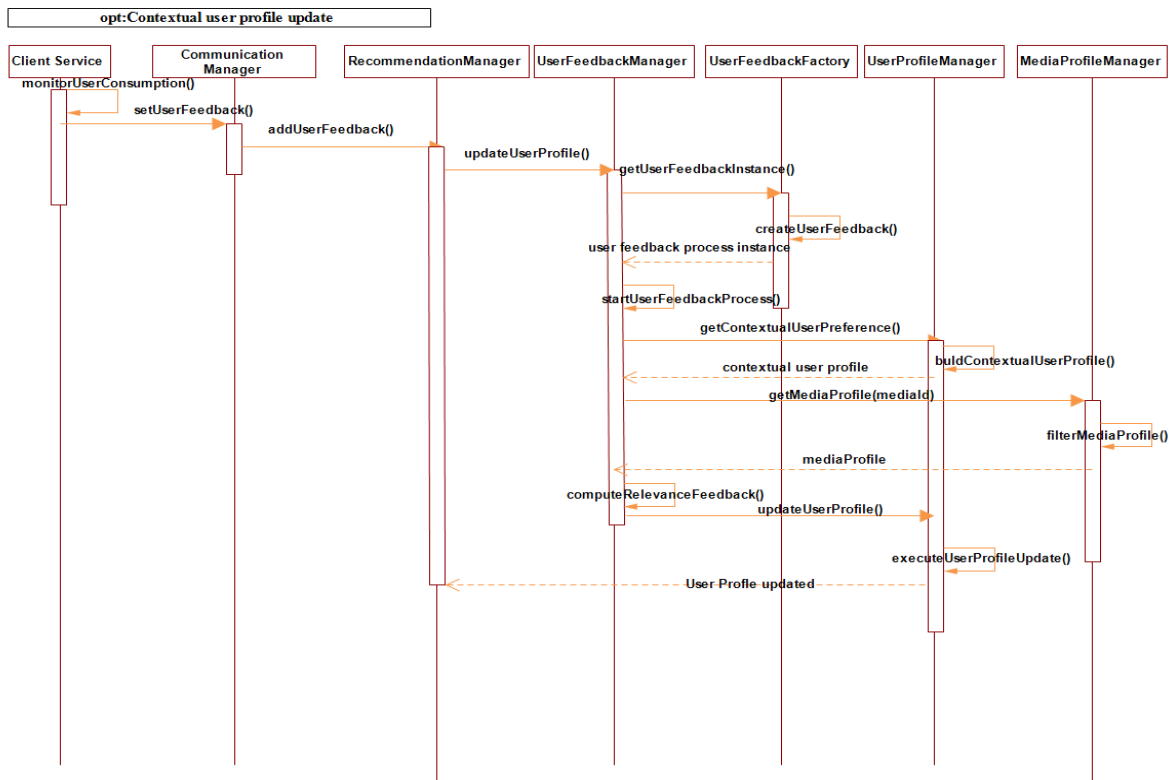 opt:Contextual user profile update
Client Service
Communication
Manager
RecommendationManager
UserFeedbackManager
UserFeedbackFactory
UserProfileManager
MediaProfileManager
monitorUserConsumption()
setUserFeedback()
addUserFeedback()
updateUserProfile()
getUserFeedbackInstance()
createUserFeedback()
user feedback process instance
startUserFeedbackProcess()
getContextualUserPreference()
buldContextualUserProfile()
contextual user profile
getMediaProfile(mediaId)
filterMediaProfile()
mediaProfile
computeRelevanceFeedback()
updateUserProfile()
executeUserProfileUpdate()
User Profle updated